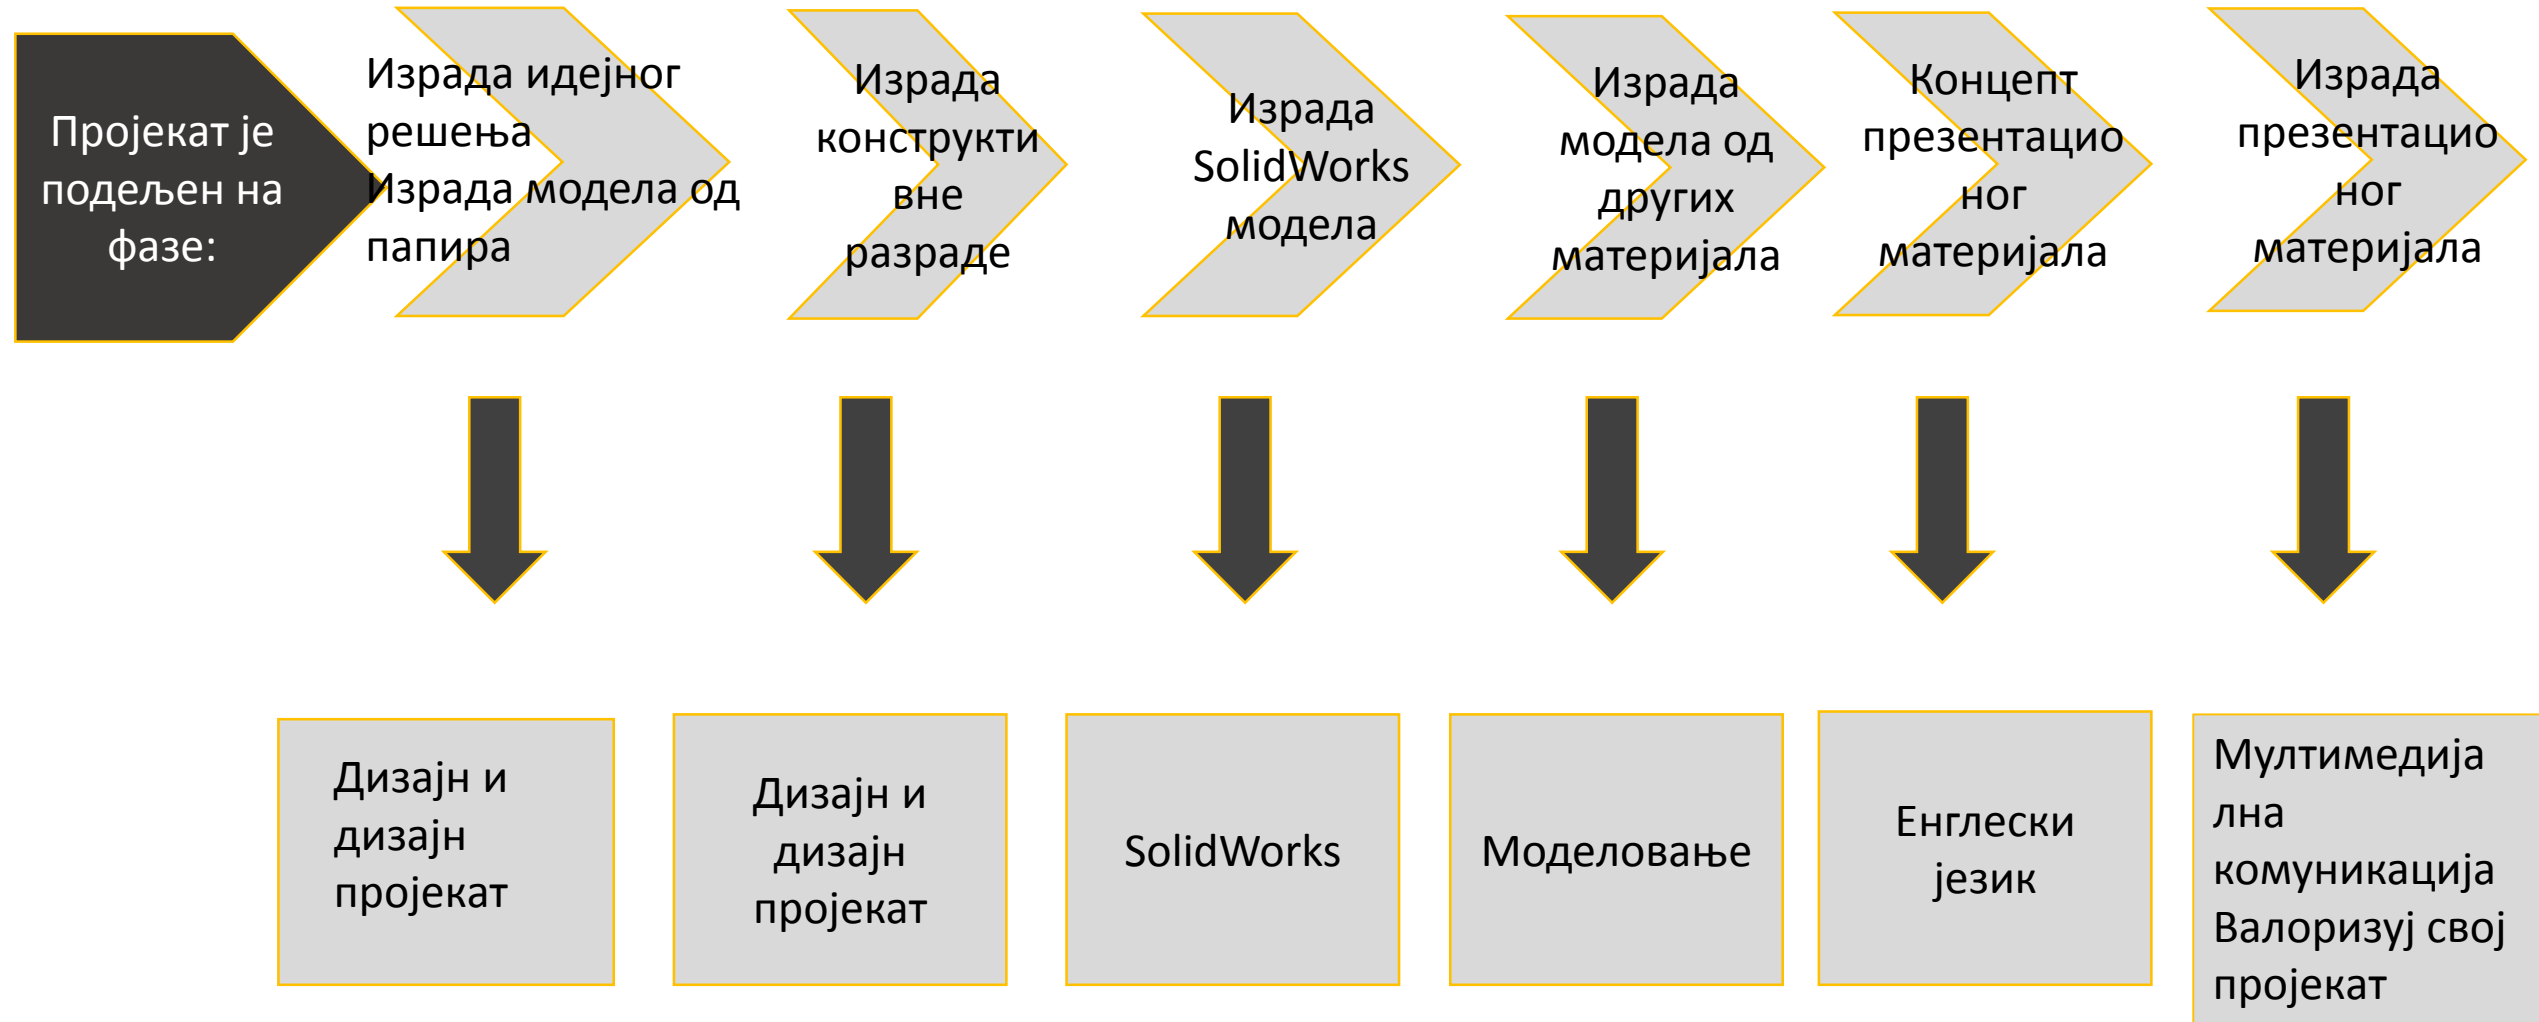 Пројекат је
подељен на
фазе:
Израда идејног
решења
Израда модела од
папира
Израда
конструкти
вне
разраде
Израда
SolidWorks
модела
Израда
модела од
других
материјала
Концепт
презентацио
ног
материјала
Израда
презентацио
ног
материјала
Дизајн и
дизајн
пројекат
Дизајн и
дизајн
пројекат
SolidWorks
Моделовање
Енглески
језик
Мултимедија
лна
комуникација
Валоризуј свој
пројекат